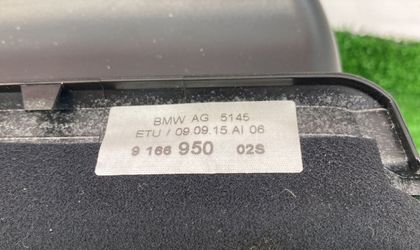 BMW AG 5145
ETU / 09.09.15 AI 06
9 166 950 02S